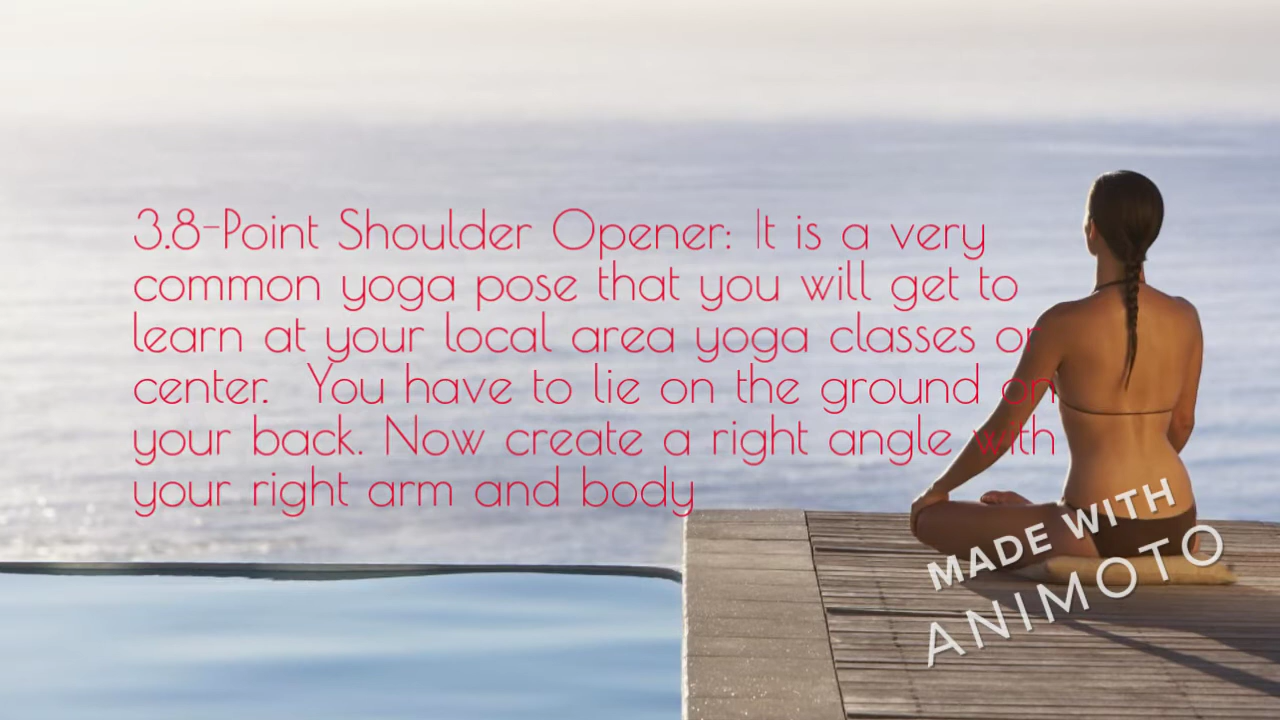 3.8-Point Shoulder Opener: It is a very
common yoga pose that you will get to
learn at your local area yoga classes or
center.  You have to lie on the ground on
your back. Now create a right angle with
your right arm and body
MADE WITH
ANIMOTO